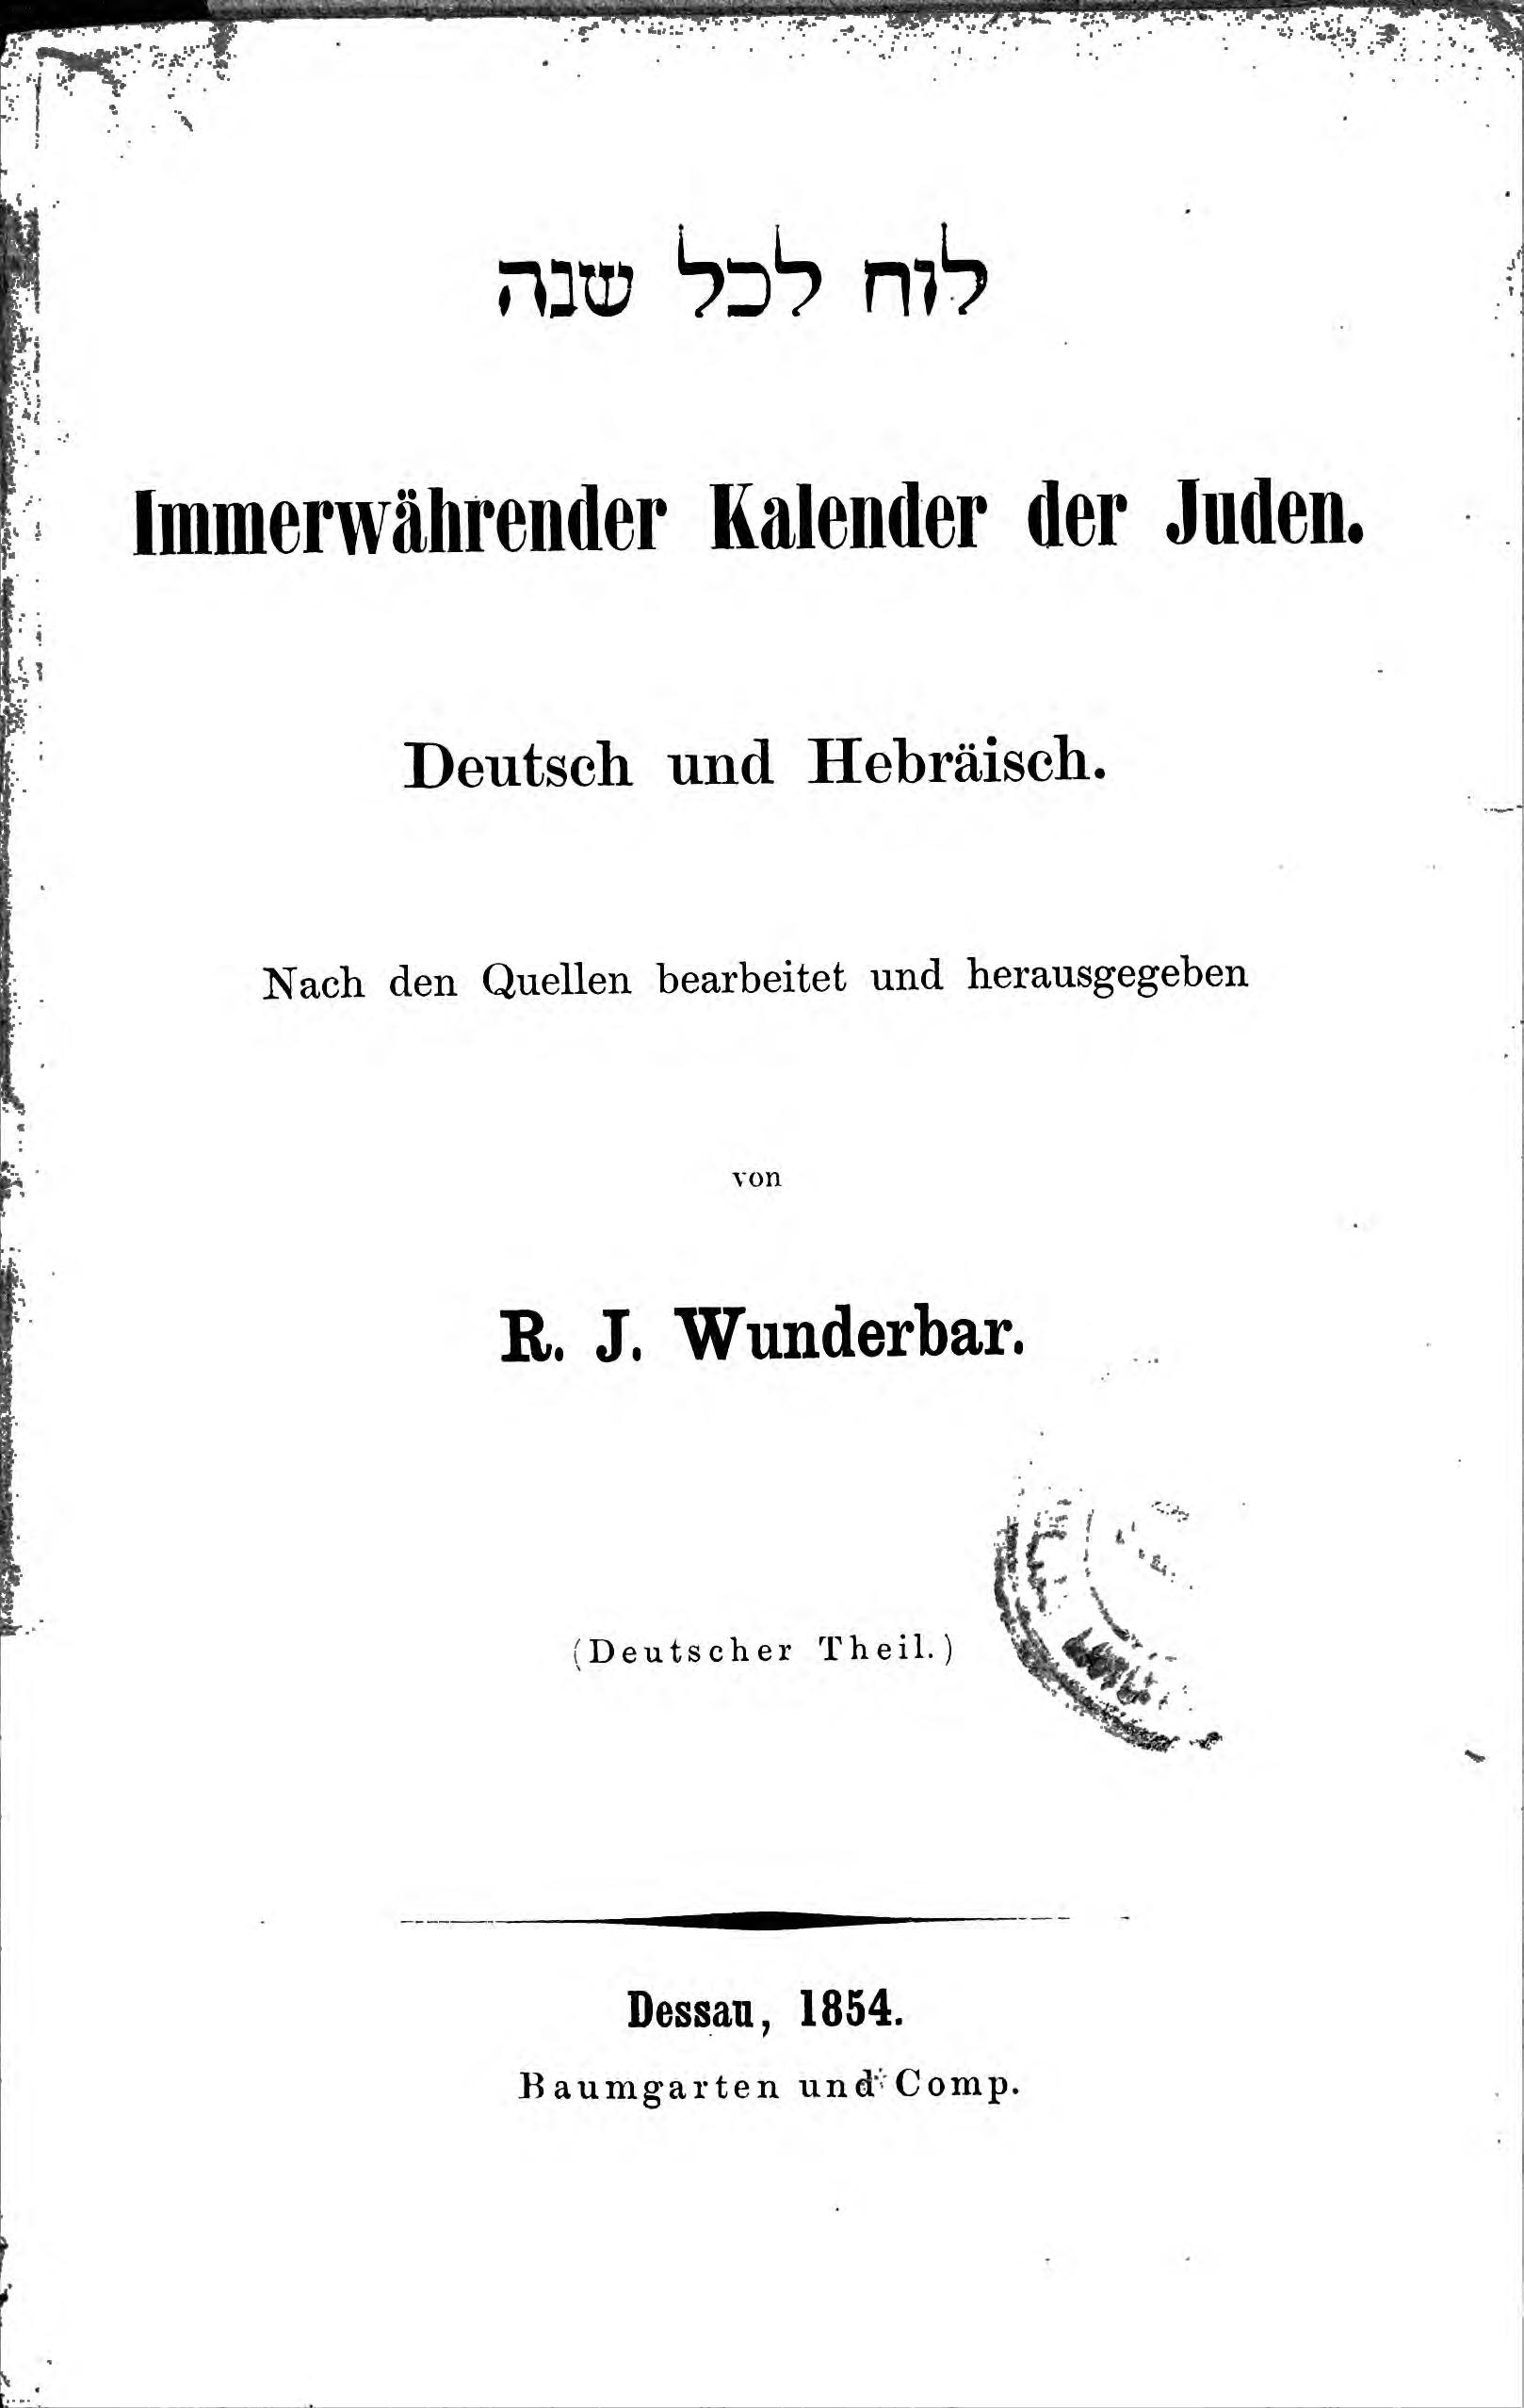 לוח לכל שנה
Immerwährender Kalender der Juden.
Deutsch und Hebräisch.
Nach den Quellen bearbeitet und herausgegeben
von
R. J. Wunderbar.
(Deutscher Theil.)
Dessau, 1854.
Baumgarten und Comp.